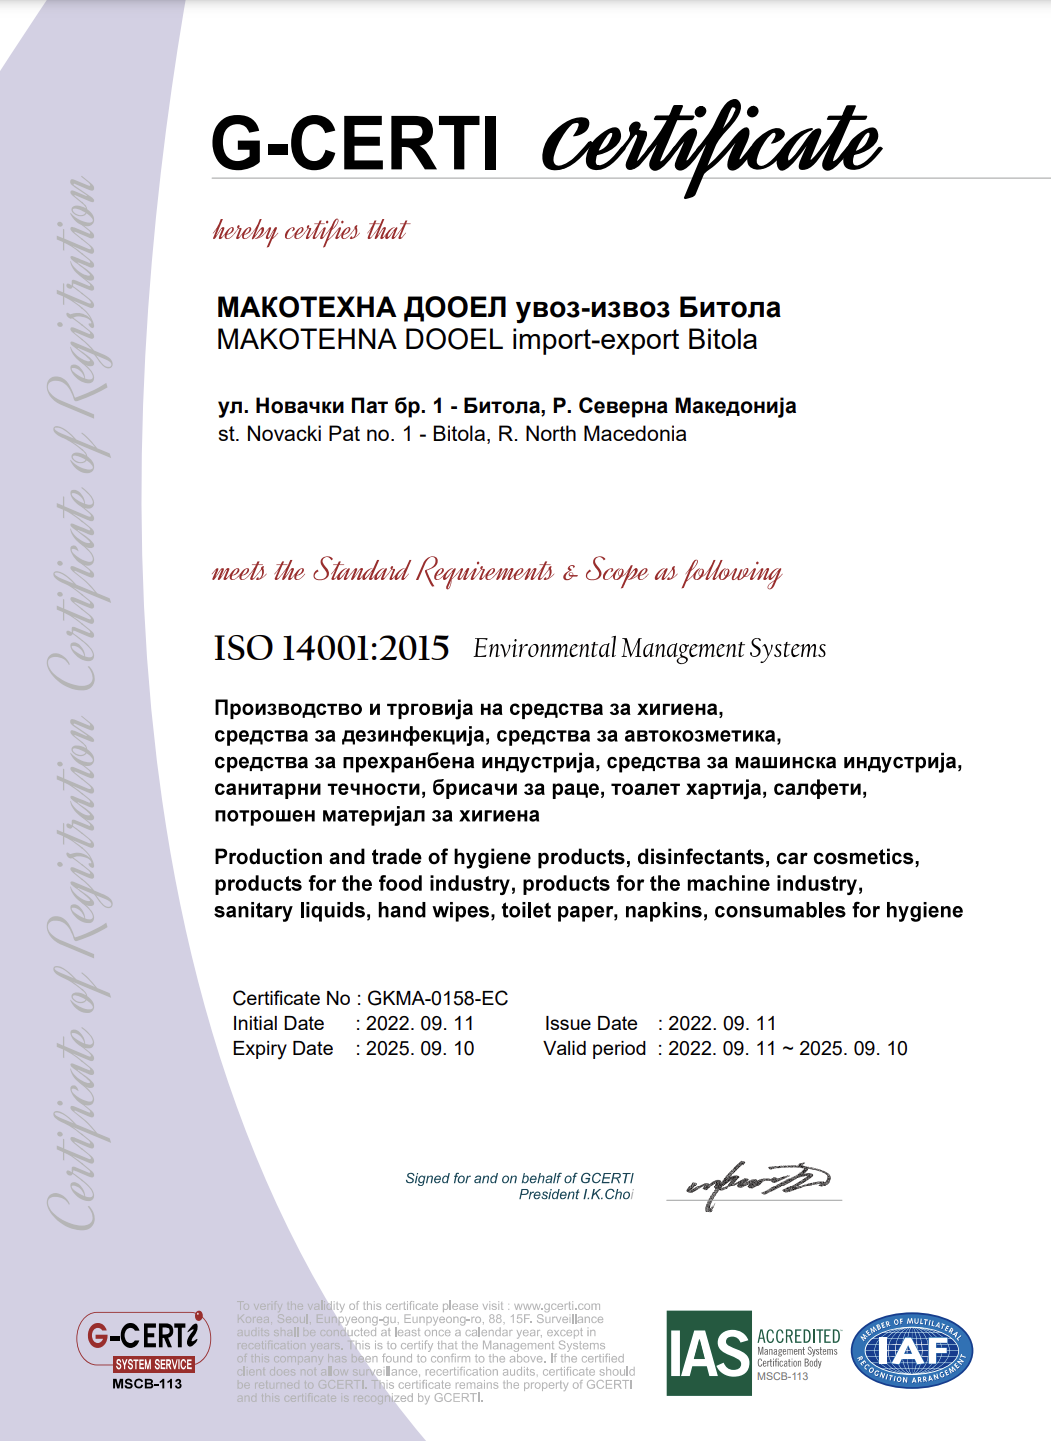 G-CERTI Certificate
hereby certifies that
МАКОТЕХНА ДООЕЛ увоз-извоз Битола
MAKOTEHNA DOOEL import-export Bitola
ул. Новачки Пат бр. 1 - Битола, Р. Северна Македонија
st. Novacki Pat no. 1 - Bitola, R. North Macedonia
meets the Standard Requirements & Scope as following
ISO 14001:2015 Environmental Management Systems
Производство и трговија на средства за хигиена,
средства за дезинфекција, средства за автокозметика,
средства за прехранбена индустрија, средства за машинска индустрија,
санитарни течности, брисачи за раце, тоалет хартија, салфети,
потрошен материјал за хигиена
Production and trade of hygiene products, disinfectants, car cosmetics,
products for the food industry, products for the machine industry,
sanitary liquids, hand wipes, toilet paper, napkins, consumables for hygiene
Certificate No : GKMA-0158-EC
Initial Date : 2022. 09. 11 Issue Date : 2022. 09. 11
Expiry Date : 2025. 09. 10 Valid period : 2022. 09. 11 ~ 2025. 09. 10
Signed for and on behalf of GCERTI
President I.K.Choi
Certificate of Registration Certificate of Registration
G-CERTi
SYSTEM SERVICE
MSCB-113
To verify the validity of this certificate please visit : www.gcerti.com
Korea, Seoul, Eunpyeong-gu, Eunpyeong-ro, 88, 15F. Surveillance
audits shall be conducted at least once a calendar year, except in
recetification years. This is to certify that the Management Systems
of this company has been found to confirm to the above. If the certified
client does not allow surveillance, recertification audits, certificate should
be returned to GCERTI. This certificate remains the property of GCERTI
and this certificate is recognized by GCERTI.
IAS
ACCREDITED
Management Systems
Certification Body
MSCB-113
MEMBER OF MULTILATERAL
IAF
RECOGNITION ARRANGEMENT